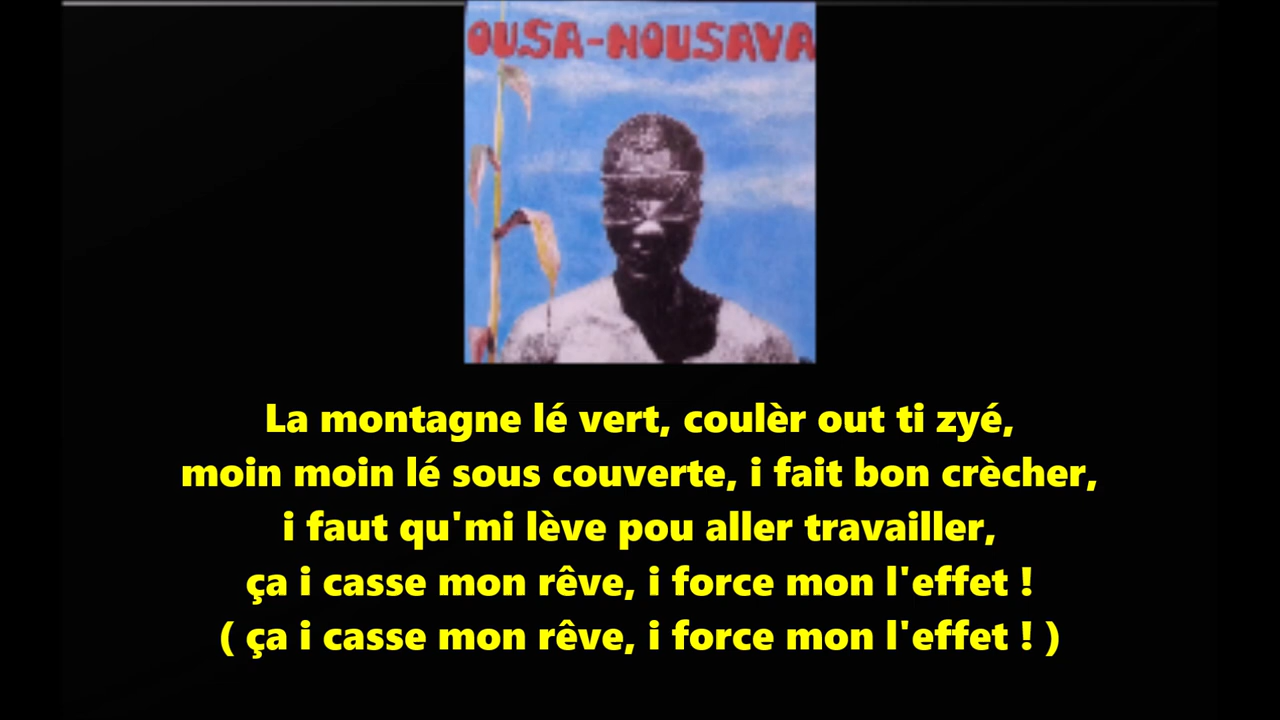 OUSA-NOUSAVA
La montagne lé vert, coulèr out ti zyé,
moin moin lé sous couverte, i fait bon crècher,
i faut qu'mi lève pou aller travailler,
ça i casse mon rêve, i force mon l'effet !
( ça i casse mon rêve, i force mon l'effet ! )